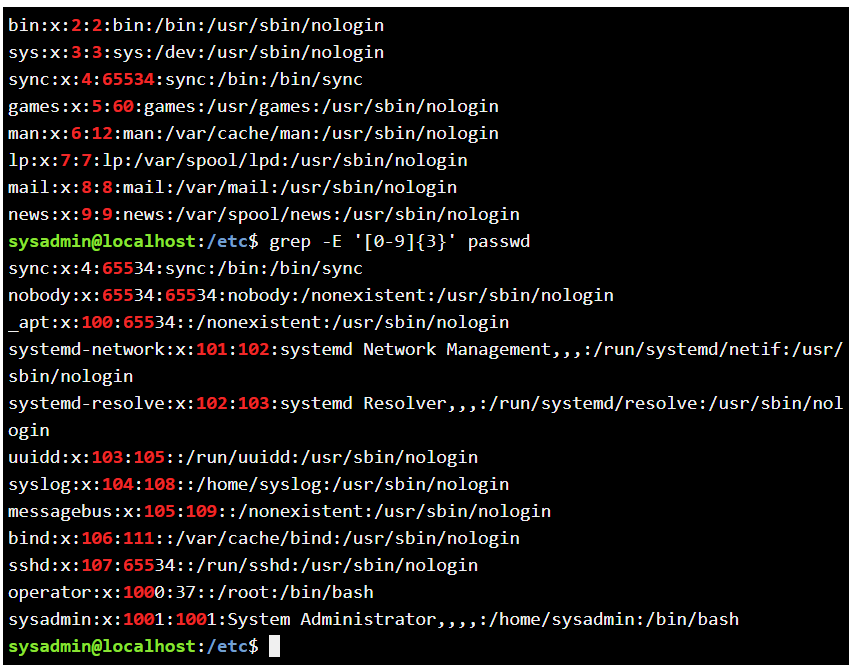 bin:x:2:2:bin:/bin:/usr/sbin/nologin
sys:x:3:3:sys:/dev:/usr/sbin/nologin
sync:x:4:65534:sync:/bin:/bin/sync
games:x:5:60:games:/usr/games:/usr/sbin/nologin
man:x:6:12:man:/var/cache/man:/usr/sbin/nologin
lp:x:7:7:lp:/var/spool/lpd:/usr/sbin/nologin
mail:x:8:8:mail:/var/mail:/usr/sbin/nologin
news:x:9:9:news:/var/spool/news:/usr/sbin/nologin
sysadmin@localhost:/etc$ grep -E '[0-9]{3}' passwd
sync:x:4:65534:sync:/bin:/bin/sync
nobody:x:65534:65534:nobody:/nonexistent:/usr/sbin/nologin
_apt:x:100:65534::/nonexistent:/usr/sbin/nologin
systemd-network:x:101:102:systemd Network Management,,,:/run/systemd/netif:/usr/
sbin/nologin
systemd-resolve:x:102:103:systemd Resolver,,,:/run/systemd/resolve:/usr/sbin/nol
ogin
uuidd:x:103:105::/run/uuidd:/usr/sbin/nologin
syslog:x:104:108::/home/syslog:/usr/sbin/nologin
messagebus:x:105:109::/nonexistent:/usr/sbin/nologin
bind:x:106:111::/var/cache/bind:/usr/sbin/nologin
sshd:x:107:65534::/run/sshd:/usr/sbin/nologin
operator:x:1000:37::/root:/bin/bash
sysadmin:x:1001:1001:System Administrator,,,,:/home/sysadmin:/bin/bash
sysadmin@localhost:/etc$